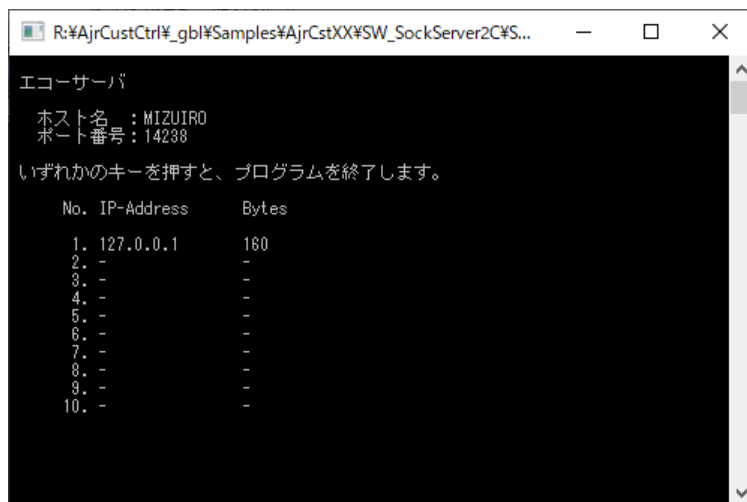 R:¥AjrCustCtrl¥_gbl¥Samples¥AjrCstXX¥SW_SockServer2C¥S...
エコーサーバ
ホスト名　：MIZUIRO
ポート番号：14238
いずれかのキーを押すと、プログラムを終了します。
No. IP-Address Bytes
1. 127.0.0.1 160
2. - -
3. - -
4. - -
5. - -
6. - -
7. - -
8. - -
9. - -
10. - -